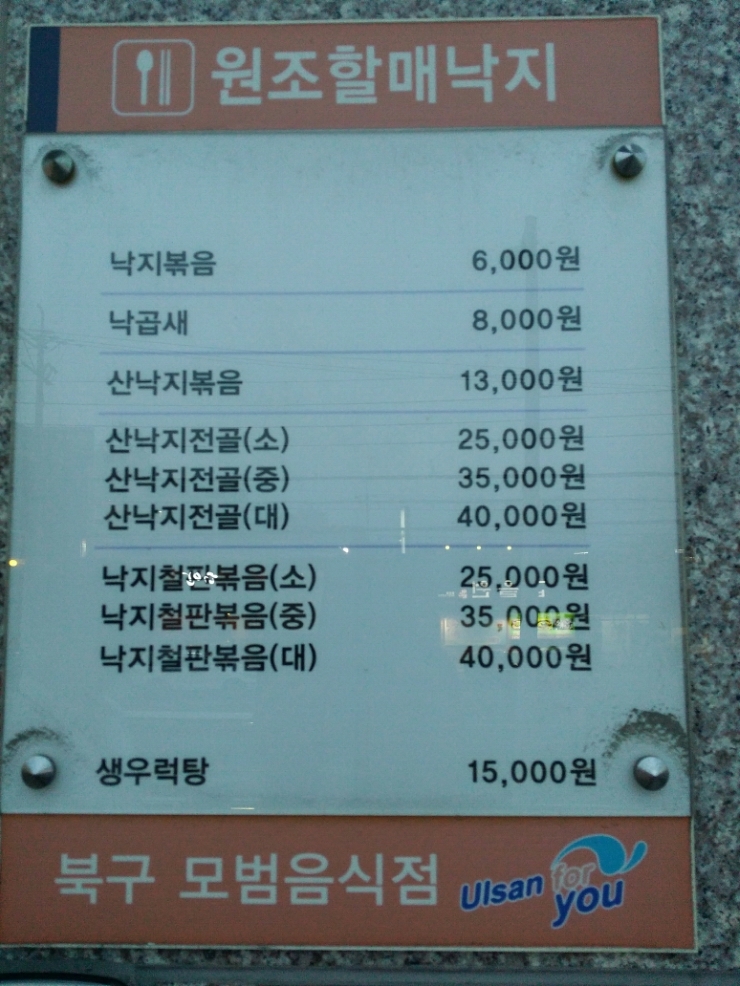 원조할매낙지
낙지볶음 6,000원
낙곱새 8,000원
산낙지볶음 13,000원
산낙지전골(소) 25,000원
산낙지전골(중) 35,000원
산낙지전골(대) 40,000원
낙지철판볶음(소) 25,000원
낙지철판볶음(중) 35,000원
낙지철판볶음(대) 40,000원
생우럭탕 15,000원
북구 모범음식점
Ulsan for you